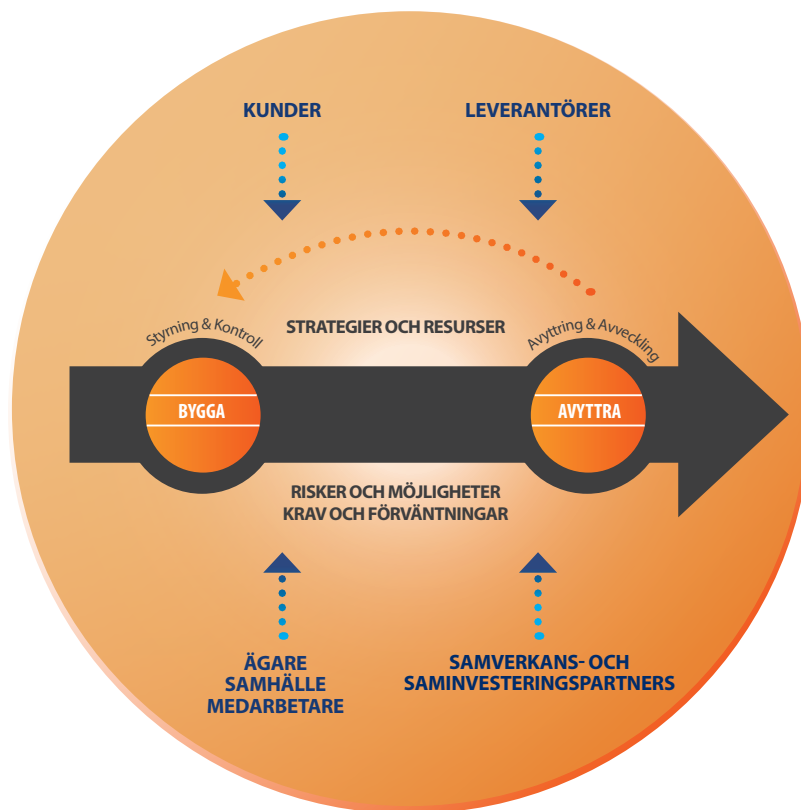 KUNDER
LEVERANTÖRER
Styrning & Kontroll
STRATEGIER OCH RESURSER
Avyttring & Avveckling
BYGGA
AVYTTRA
RISKER OCH MÖJLIGHETER
KRAV OCH FÖRVÄNTNINGAR
ÄGARE
SAMHÄLLE
MEDARBETARE
SAMVERKANS- OCH
SAMINVESTERINGSPARTNERS